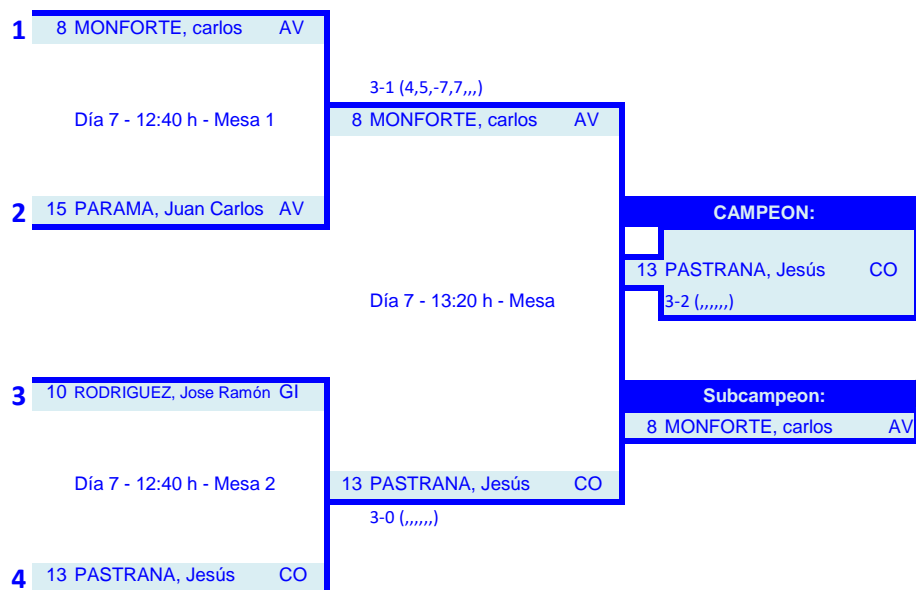 1 8 MONFORTE, carlos AV
3-1 (4,5,-7,7,,,)
Día 7 - 12:40 h - Mesa 1
8 MONFORTE, carlos AV
2 15 PARAMA, Juan Carlos AV
CAMPEON:
13 PASTRANA, Jesús CO
3-2 (,,,,,,)
Día 7 - 13:20 h - Mesa
3 10 RODRIGUEZ, Jose Ramón GI
Subcampeon:
8 MONFORTE, carlos AV
Día 7 - 12:40 h - Mesa 2
13 PASTRANA, Jesús CO
3-0 (,,,,,,)
4 13 PASTRANA, Jesús CO